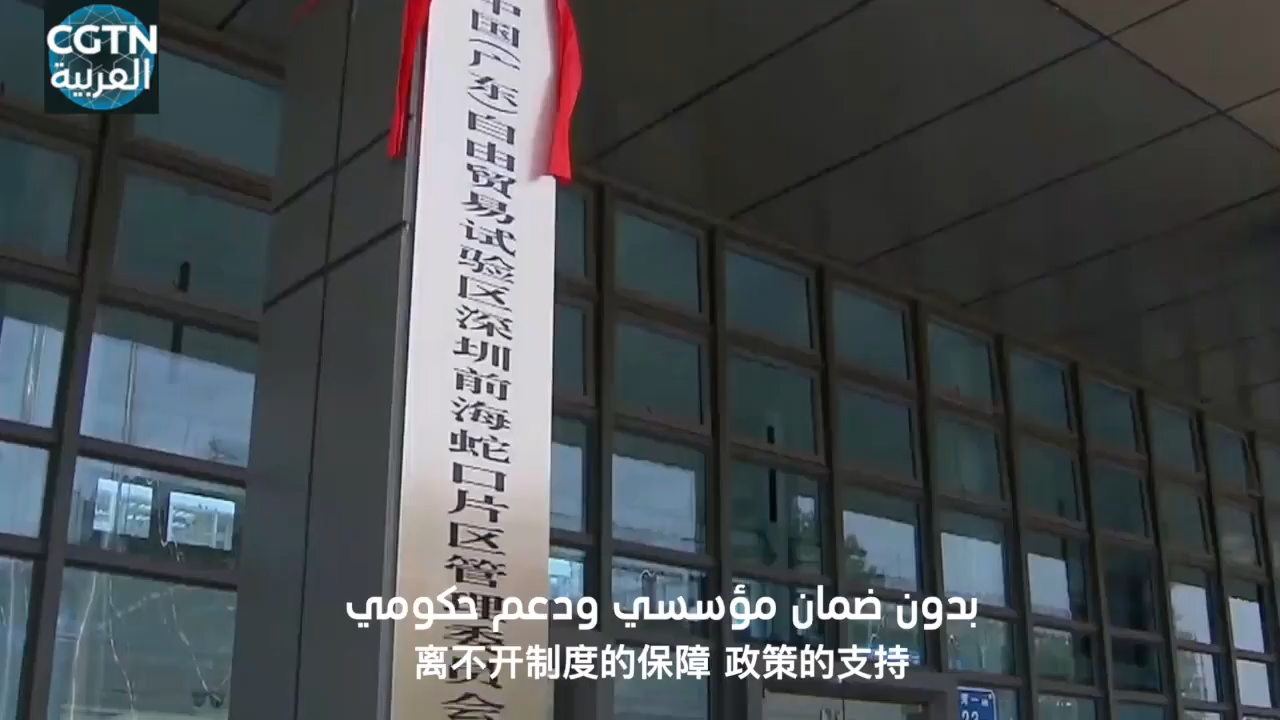 CGTN
العربية
中国(广东)自由贸易试验区深圳前海蛇口片区管理委员会
بدون ضمان مؤسسي ودعم حكومي
离不开制度的保障 政策的支持